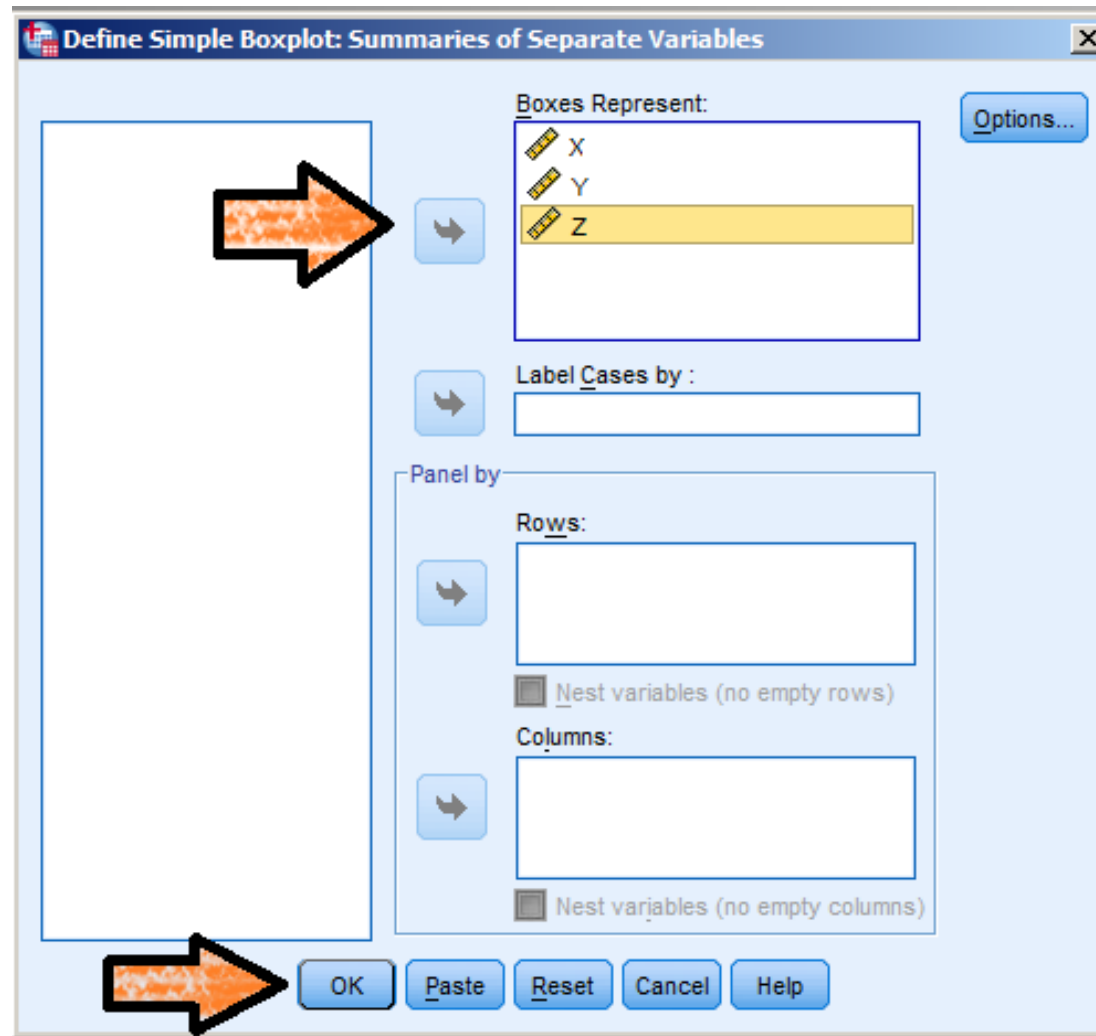 Define Simple Boxplot: Summaries of Separate Variables
Boxes Represent:
Options...
X
Y
Z
Label Cases by :
Panel by
Rows:
Nest variables (no empty rows)
Columns:
Nest variables (no empty columns)
OK Paste Reset Cancel Help